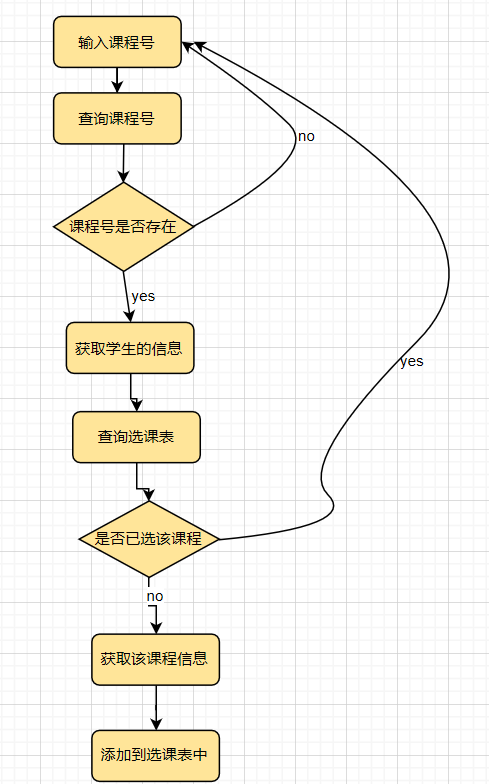 输入课程号
查询课程号
no
课程号是否存在
yes
获取学生的信息
yes
查询选课表
是否已选该课程
no
获取该课程信息
添加到选课表中